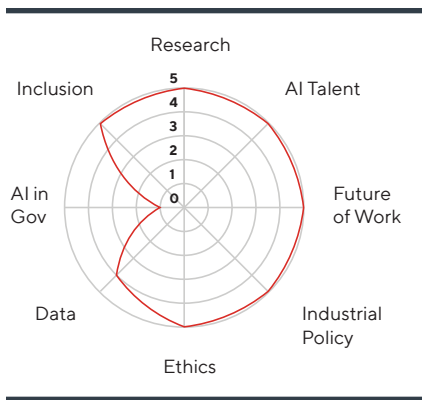 Research
Inclusion
AI Talent
5
4
3
2
1
0
AI in
Gov
Future
of Work
Data
Industrial
Policy
Ethics